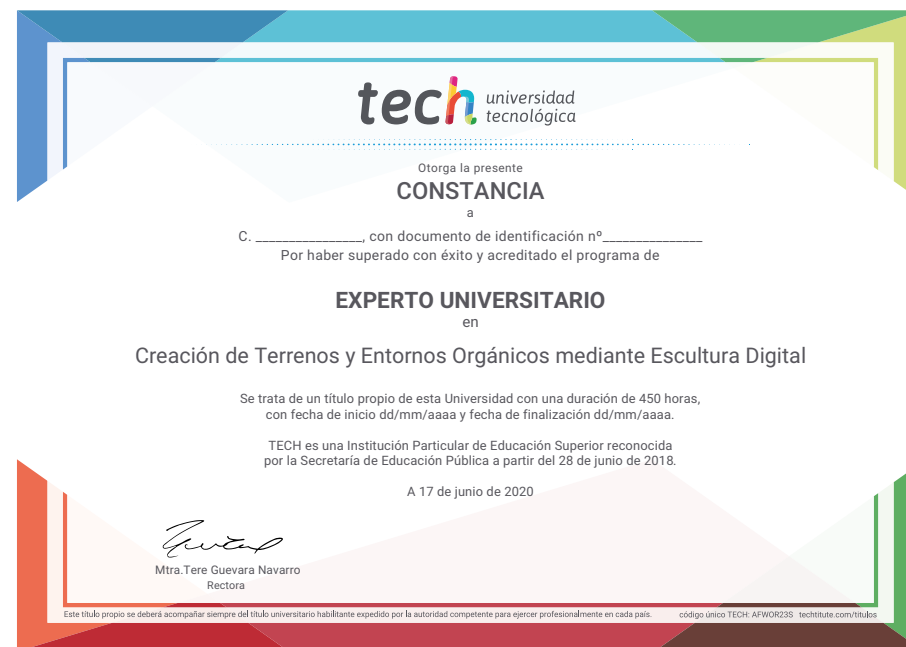 tech universidad
tecnológica
Otorga la presente
CONSTANCIA
a
C. ________________, con documento de identificación nº_______________
Por haber superado con éxito y acreditado el programa de
EXPERTO UNIVERSITARIO
en
Creación de Terrenos y Entornos Orgánicos mediante Escultura Digital
Se trata de un título propio de esta Universidad con una duración de 450 horas,
con fecha de inicio dd/mm/aaaa y fecha de finalización dd/mm/aaaa.
TECH es una Institución Particular de Educación Superior reconocida
por la Secretaría de Educación Pública a partir del 28 de junio de 2018.
A 17 de junio de 2020
Mtra.Tere Guevara Navarro
Rectora
Este título propio se deberá acompañar siempre del título universitario habilitante expedido por la autoridad competente para ejercer profesionalmente en cada país. código único TECH: AFWOR23S techtitute.com/titulos